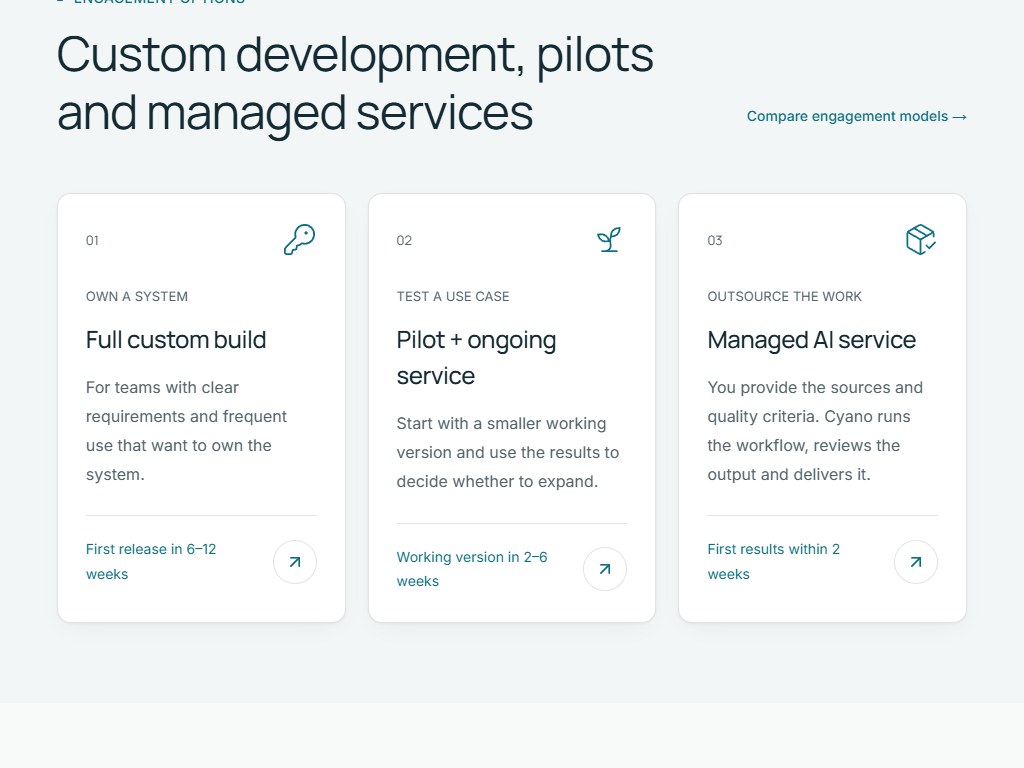 ENGAGEMENT OPTIONS
Custom development, pilots
and managed services
Compare engagement models →
01
OWN A SYSTEM
Full custom build
For teams with clear
requirements and frequent
use that want to own the
system.
First release in 6–12
weeks
02
TEST A USE CASE
Pilot + ongoing
service
Start with a smaller working
version and use the results to
decide whether to expand.
Working version in 2–6
weeks
03
OUTSOURCE THE WORK
Managed AI service
You provide the sources and
quality criteria. Cyano runs
the workflow, reviews the
output and delivers it.
First results within 2
weeks